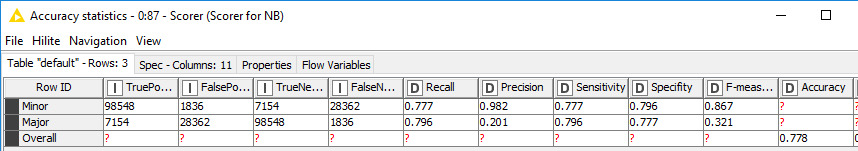 Accuracy statistics - 0:87 - Scorer (Scorer for NB)
File Hilite Navigation View
Table "default" - Rows: 3 Spec - Columns: 11 Properties Flow Variables
Row ID I TruePo... I FalsePo... I TrueNe... I FalseN... D Recall D Precision D Sensitivity D Specifity D F-meas... D Accuracy D
Minor 98548 1836 7154 28362 0.777 0.982 0.777 0.796 0.867 ? ?
Major 7154 28362 98548 1836 0.796 0.201 0.796 0.777 0.321 ? ?
Overall ? ? ? ? ? ? ? ? ? 0.778